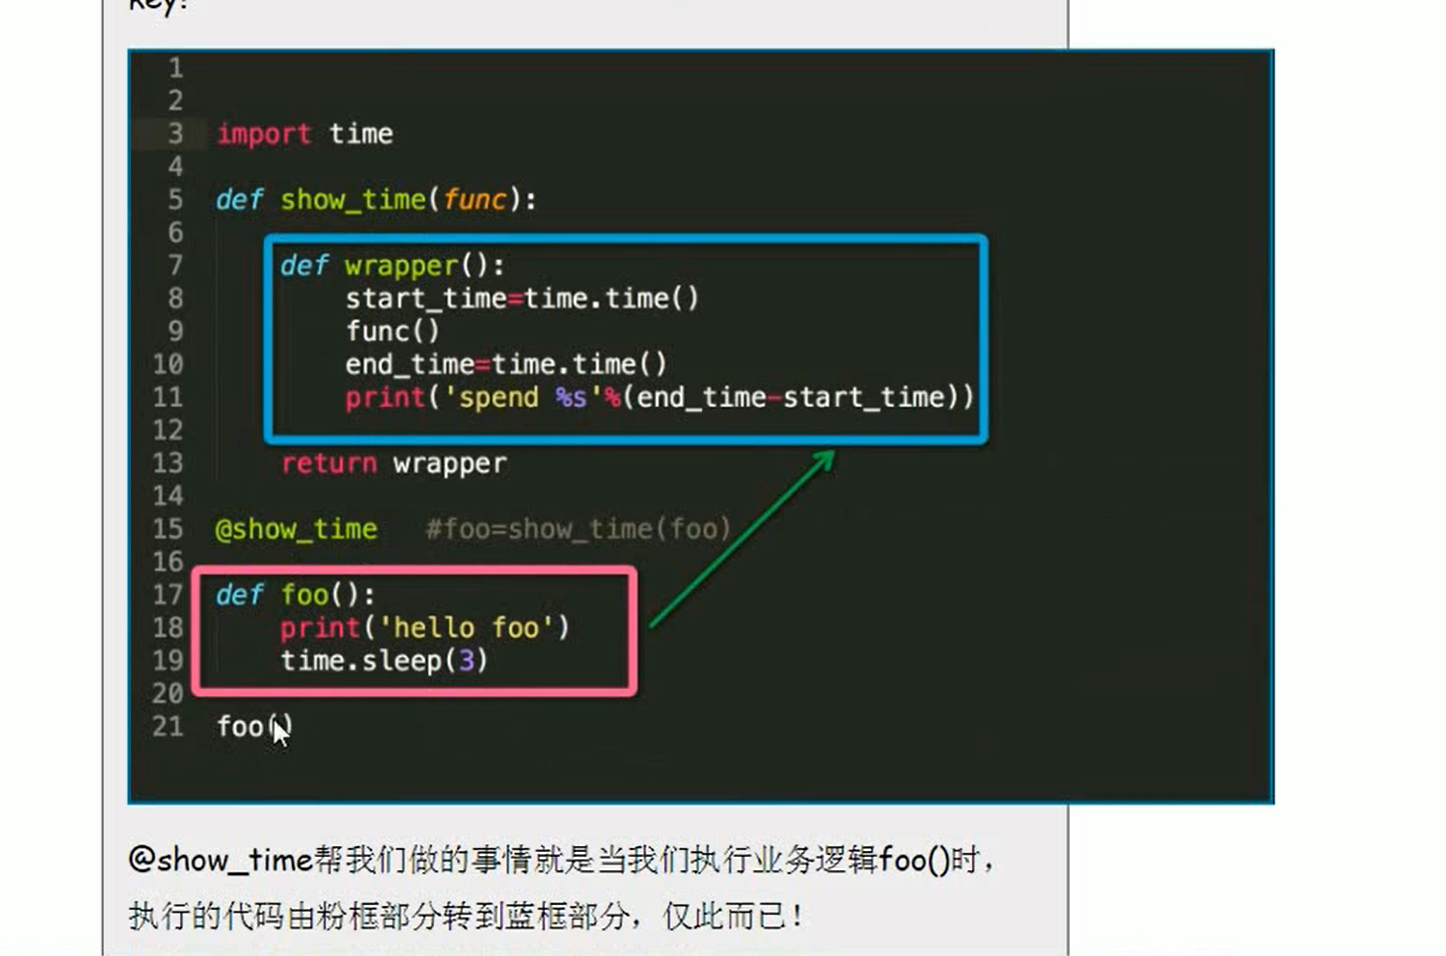 key:
1
2
3 import time
4
5 def show_time(func):
6
7     def wrapper():
8         start_time=time.time()
9         func()
10         end_time=time.time()
11         print('spend %s'%(end_time-start_time))
12
13     return wrapper
14
15 @show_time   #foo=show_time(foo)
16
17 def foo():
18     print('hello foo')
19     time.sleep(3)
20
21 foo()
@show_time帮我们做的事情就是当我们执行业务逻辑foo()时，
执行的代码由粉框部分转到蓝框部分，仅此而已！